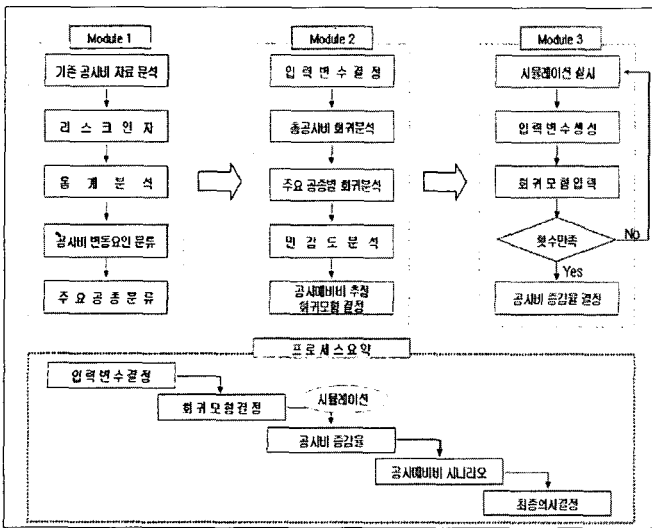 Module 1
기존 공사비 자료 분석
리 스 크 인 자
통 계 분 석
공사비 변동요인 분류
주 요 공 종 분 류
Module 2
입 력 변 수 결 정
총공사비 회귀분석
주요 공종별 회귀분석
민 감 도 분 석
공사예비비 추정
회귀모형 결정
Module 3
시뮬레이션 실시
입 력 변 수 생 성
회 귀 모 형 입 력
횟수만족
No
Yes
공사비 증감율 결정
프 로 세 스 요 약
입 력 변 수 결 정
회 귀 모 형 결 정
시뮬레이션
공사비 증감율
공사예비비 시나리오
최종의사결정